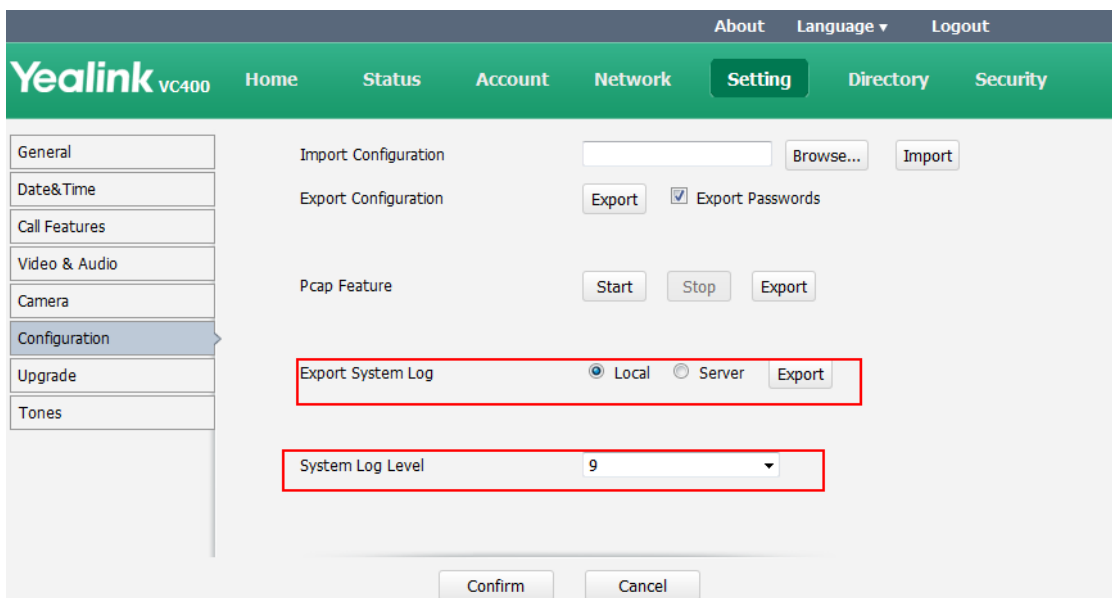 About Language ▾ Logout
Yealink VC400 Home Status Account Network Setting Directory Security
General
Date&Time
Call Features
Video & Audio
Camera
Configuration
Upgrade
Tones
Import Configuration Browse... Import
Export Configuration Export Export Passwords
Pcap Feature Start Stop Export
Export System Log Local Server Export
System Log Level 9
Confirm Cancel